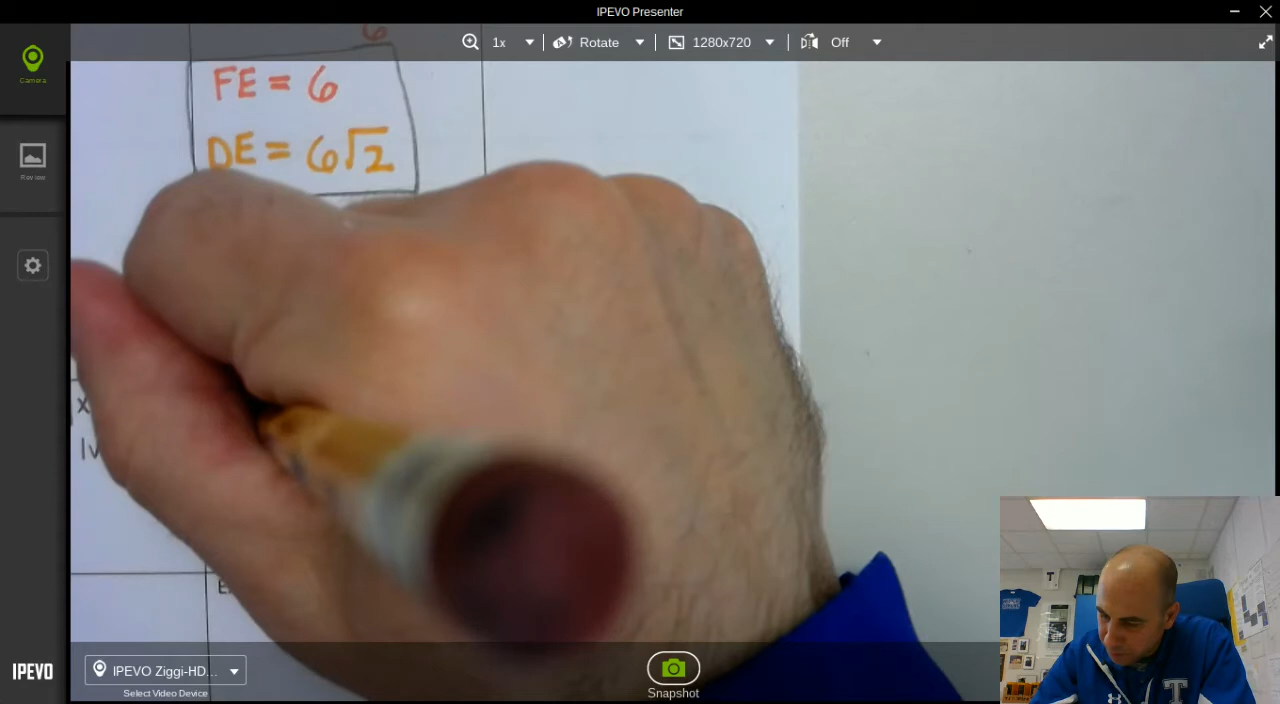 IPEVO Presenter
1x
Rotate
1280x720
Off
Camera
6
FE = 6
DE = 6√2
Review
x
IPEVO
IPEVO Ziggi-HD...
Select Video Device
Snapshot
T
T